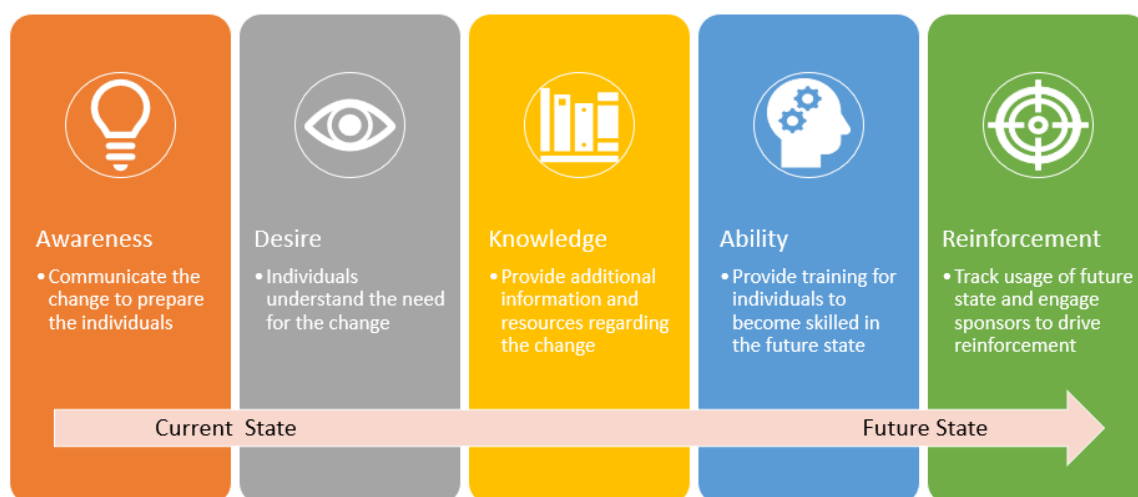 Awareness
• Communicate the
change to prepare
the individuals
Desire
• Individuals
understand the need
for the change
Knowledge
• Provide additional
information and
resources regarding
the change
Ability
• Provide training for
individuals to
become skilled in
the future state
Reinforcement
• Track usage of future
state and engage
sponsors to drive
reinforcement
Current State
Future State